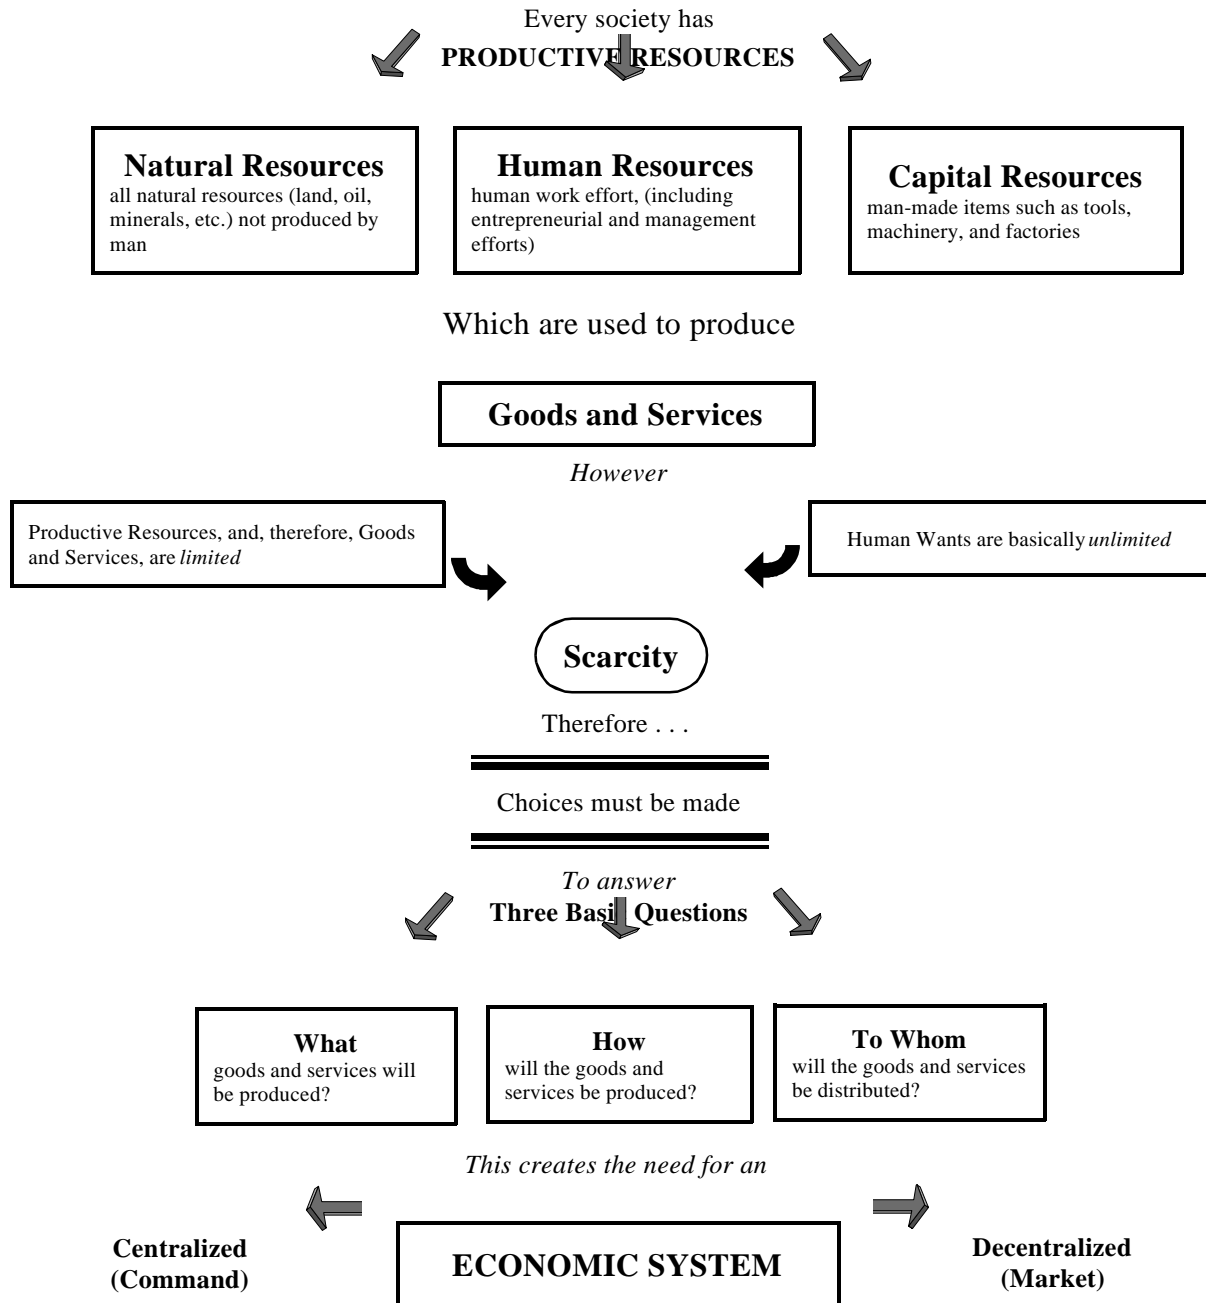 Every society has
PRODUCTIVE RESOURCES
Natural Resources
all natural resources (land, oil,
minerals, etc.) not produced by
man
Human Resources
human work effort, (including
entrepreneurial and management
efforts)
Capital Resources
man-made items such as tools,
machinery, and factories
Which are used to produce
Goods and Services
However
Productive Resources, and, therefore, Goods
and Services, are limited
Human Wants are basically unlimited
Scarcity
Therefore . . .
Choices must be made
To answer
Three Basic Questions
What
goods and services will
be produced?
How
will the goods and
services be produced?
To Whom
will the goods and services
be distributed?
This creates the need for an
Centralized
(Command)
ECONOMIC SYSTEM
Decentralized
(Market)